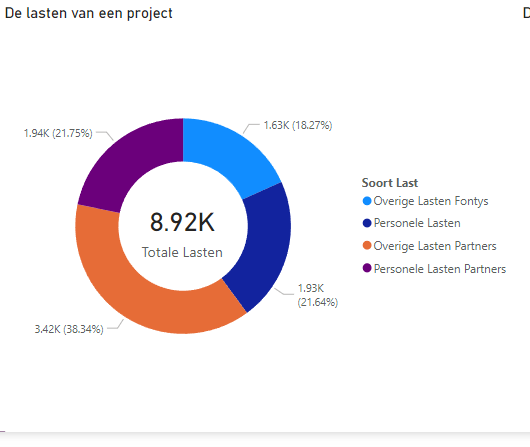 De lasten van een project
1.94K (21.75%)
1.63K (18.27%)
8.92K
Totale Lasten
1.93K
(21.64%)
3.42K (38.34%)
Soort Last
Overige Lasten Fontys
Personele Lasten
Overige Lasten Partners
Personele Lasten Partners